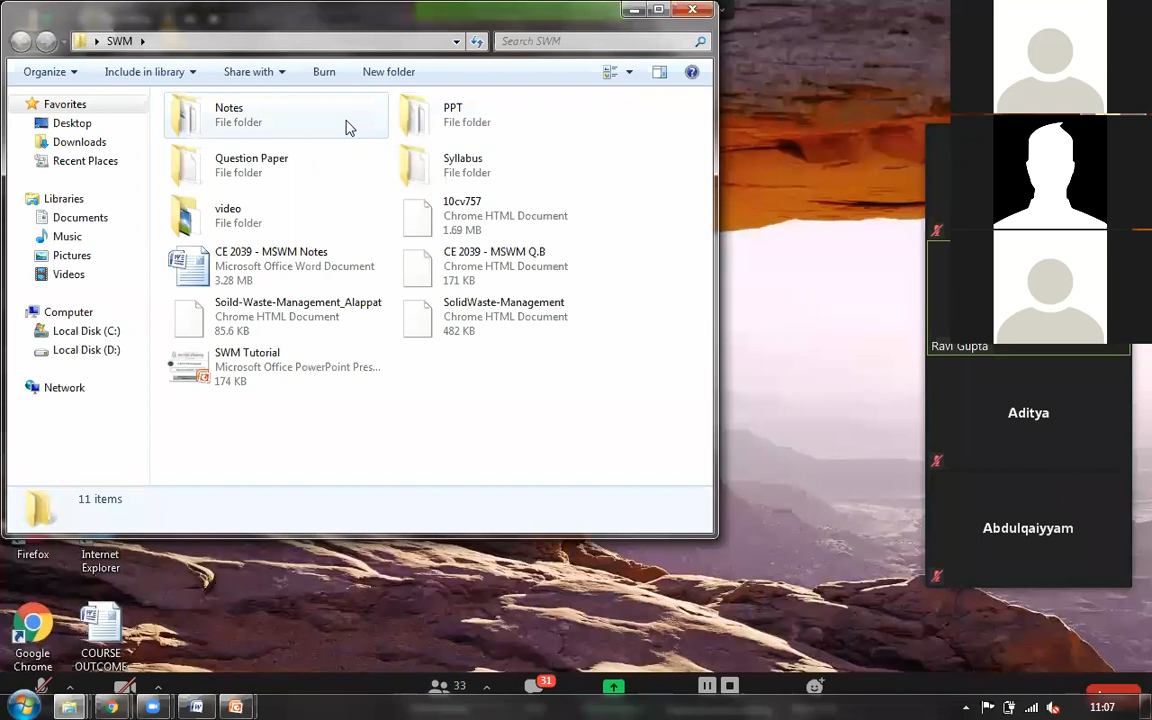 SWM
Search SWM
Organize
Include in library
Share with
Burn
New folder
Favorites
Desktop
Downloads
Recent Places
Libraries
Documents
Music
Pictures
Videos
Computer
Local Disk (C:)
Local Disk (D:)
Network
Notes
File folder
PPT
File folder
Question Paper
File folder
Syllabus
File folder
video
File folder
10cv757
Chrome HTML Document
1.69 MB
CE 2039 - MSWM Notes
Microsoft Office Word Document
3.28 MB
CE 2039 - MSWM Q.B
Chrome HTML Document
171 KB
Soild-Waste-Management_Alappat
Chrome HTML Document
85.6 KB
SolidWaste-Management
Chrome HTML Document
482 KB
SWM Tutorial
Microsoft Office PowerPoint Pres...
174 KB
11 items
Ravi Gupta
Aditya
Abdulqaiyyam
Firefox
Internet
Explorer
Google
Chrome
COURSE
OUTCOME
33
31
11:07